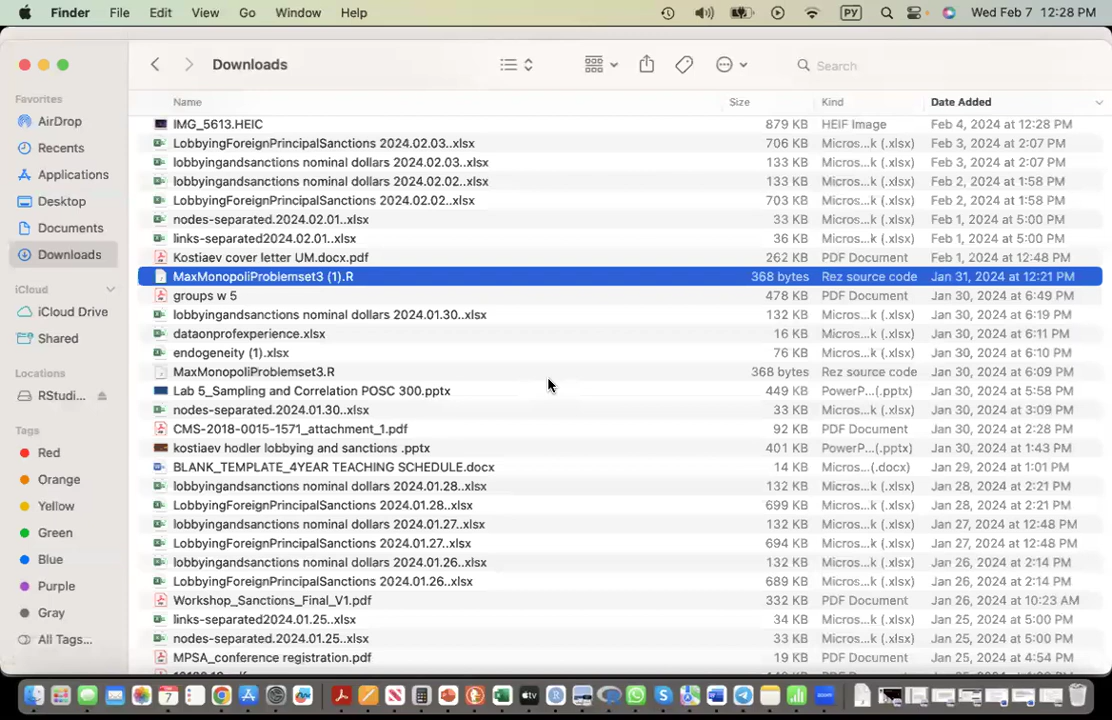 Finder File Edit View Go Window Help РУ Wed Feb 7 12:28 PM
Downloads Search
Favorites
AirDrop
Recents
Applications
Desktop
Documents
Downloads
iCloud
iCloud Drive
Shared
Locations
RStudi...
Tags
Red
Orange
Yellow
Green
Blue
Purple
Gray
All Tags...
Name Size Kind Date Added
IMG_5613.HEIC 879 KB HEIF Image Feb 4, 2024 at 12:28 PM
LobbyingForeignPrincipalSanctions 2024.02.03..xlsx 706 KB Micros...k (.xlsx) Feb 3, 2024 at 2:07 PM
lobbyingandsanctions nominal dollars 2024.02.03..xlsx 133 KB Micros...k (.xlsx) Feb 3, 2024 at 2:07 PM
lobbyingandsanctions nominal dollars 2024.02.02..xlsx 133 KB Micros...k (.xlsx) Feb 2, 2024 at 1:58 PM
LobbyingForeignPrincipalSanctions 2024.02.02..xlsx 703 KB Micros...k (.xlsx) Feb 2, 2024 at 1:58 PM
nodes-separated.2024.02.01..xlsx 33 KB Micros...k (.xlsx) Feb 1, 2024 at 5:00 PM
links-separated2024.02.01..xlsx 36 KB Micros...k (.xlsx) Feb 1, 2024 at 5:00 PM
Kostiaev cover letter UM.docx.pdf 262 KB PDF Document Feb 1, 2024 at 12:48 PM
MaxMonopoliProblemset3 (1).R 368 bytes Rez source code Jan 31, 2024 at 12:21 PM
groups w 5 478 KB PDF Document Jan 30, 2024 at 6:49 PM
lobbyingandsanctions nominal dollars 2024.01.30..xlsx 132 KB Micros...k (.xlsx) Jan 30, 2024 at 6:19 PM
dataonprofexperience.xlsx 16 KB Micros...k (.xlsx) Jan 30, 2024 at 6:11 PM
endogeneity (1).xlsx 76 KB Micros...k (.xlsx) Jan 30, 2024 at 6:10 PM
MaxMonopoliProblemset3.R 368 bytes Rez source code Jan 30, 2024 at 6:09 PM
Lab 5_Sampling and Correlation POSC 300.pptx 449 KB PowerP...(.pptx) Jan 30, 2024 at 5:58 PM
nodes-separated.2024.01.30..xlsx 33 KB Micros...k (.xlsx) Jan 30, 2024 at 3:09 PM
CMS-2018-0015-1571_attachment_1.pdf 92 KB PDF Document Jan 30, 2024 at 2:28 PM
kostiaev hodler lobbying and sanctions .pptx 401 KB PowerP...(.pptx) Jan 30, 2024 at 1:43 PM
BLANK_TEMPLATE_4YEAR TEACHING SCHEDULE.docx 14 KB Micros...(.docx) Jan 29, 2024 at 1:01 PM
lobbyingandsanctions nominal dollars 2024.01.28..xlsx 132 KB Micros...k (.xlsx) Jan 28, 2024 at 2:21 PM
LobbyingForeignPrincipalSanctions 2024.01.28..xlsx 699 KB Micros...k (.xlsx) Jan 28, 2024 at 2:21 PM
lobbyingandsanctions nominal dollars 2024.01.27..xlsx 132 KB Micros...k (.xlsx) Jan 27, 2024 at 12:48 PM
LobbyingForeignPrincipalSanctions 2024.01.27..xlsx 694 KB Micros...k (.xlsx) Jan 27, 2024 at 12:48 PM
lobbyingandsanctions nominal dollars 2024.01.26..xlsx 132 KB Micros...k (.xlsx) Jan 26, 2024 at 2:14 PM
LobbyingForeignPrincipalSanctions 2024.01.26..xlsx 689 KB Micros...k (.xlsx) Jan 26, 2024 at 2:14 PM
Workshop_Sanctions_Final_V1.pdf 332 KB PDF Document Jan 26, 2024 at 10:23 AM
links-separated2024.01.25..xlsx 34 KB Micros...k (.xlsx) Jan 25, 2024 at 5:00 PM
nodes-separated.2024.01.25..xlsx 33 KB Micros...k (.xlsx) Jan 25, 2024 at 5:00 PM
MPSA_conference registration.pdf 19 KB PDF Document Jan 25, 2024 at 4:54 PM